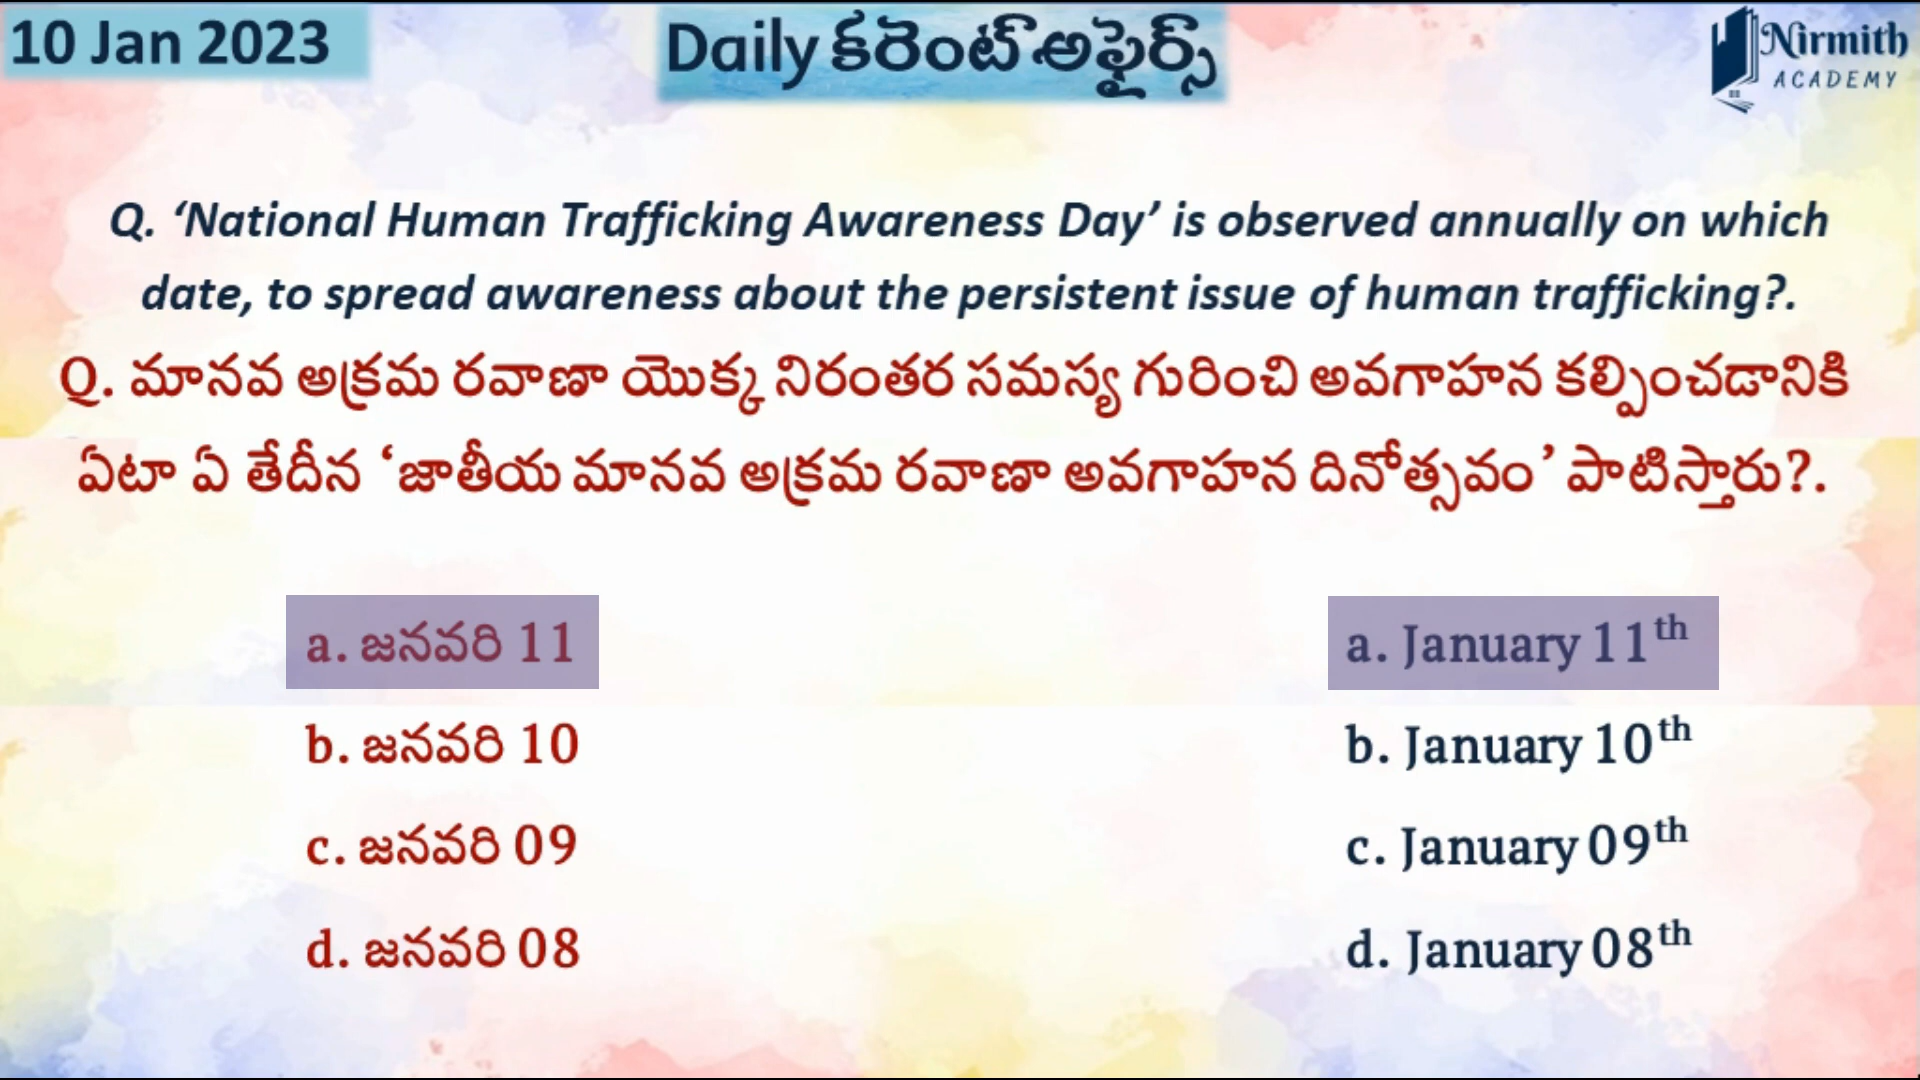 10 Jan 2023
Daily కరెంట్ అఫైర్స్
Nirmith
ACADEMY
Q. ‘National Human Trafficking Awareness Day’ is observed annually on which
date, to spread awareness about the persistent issue of human trafficking?.
Q. మానవ అక్రమ రవాణా యొక్క నిరంతర సమస్య గురించి అవగాహన కల్పించడానికి
ఏటా ఏ తేదీన ‘జాతీయ మానవ అక్రమ రవాణా అవగాహన దినోత్సవం’ పాటిస్తారు?.
a. జనవరి 11
b. జనవరి 10
c. జనవరి 09
d. జనవరి 08
a. January 11th
b. January 10th
c. January 09th
d. January 08th